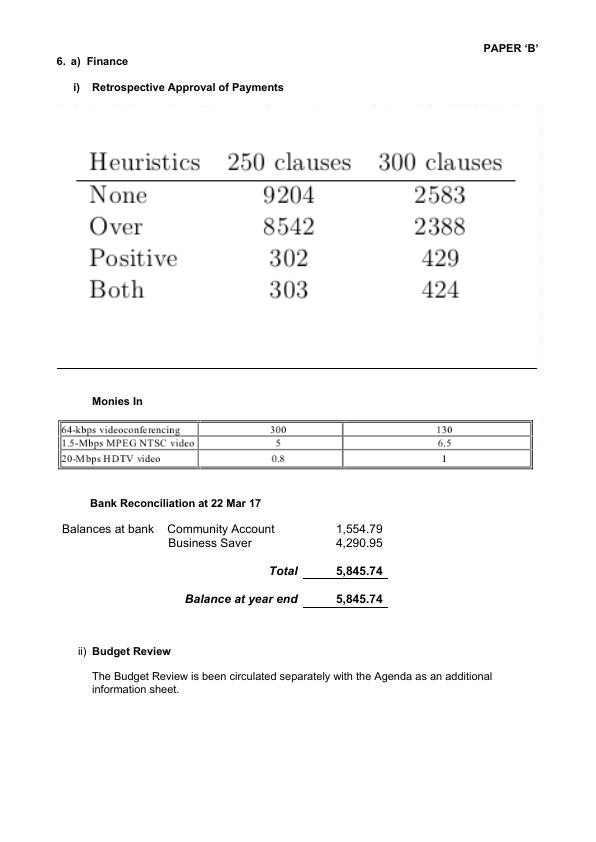 PAPER ‘B’
6. a) Finance
i) Retrospective Approval of Payments
Heuristics 250 clauses 300 clauses
None 9204 2583
Over 8542 2388
Positive 302 429
Both 303 424
Monies In
64-kbps videoconferencing 300 130
1.5-Mbps MPEG NTSC video 5 6.5
20-Mbps HDTV video 0.8 1
Bank Reconciliation at 22 Mar 17
Balances at bank Community Account 1,554.79
Business Saver 4,290.95
Total 5,845.74
Balance at year end 5,845.74
ii) Budget Review
The Budget Review is been circulated separately with the Agenda as an additional
information sheet.